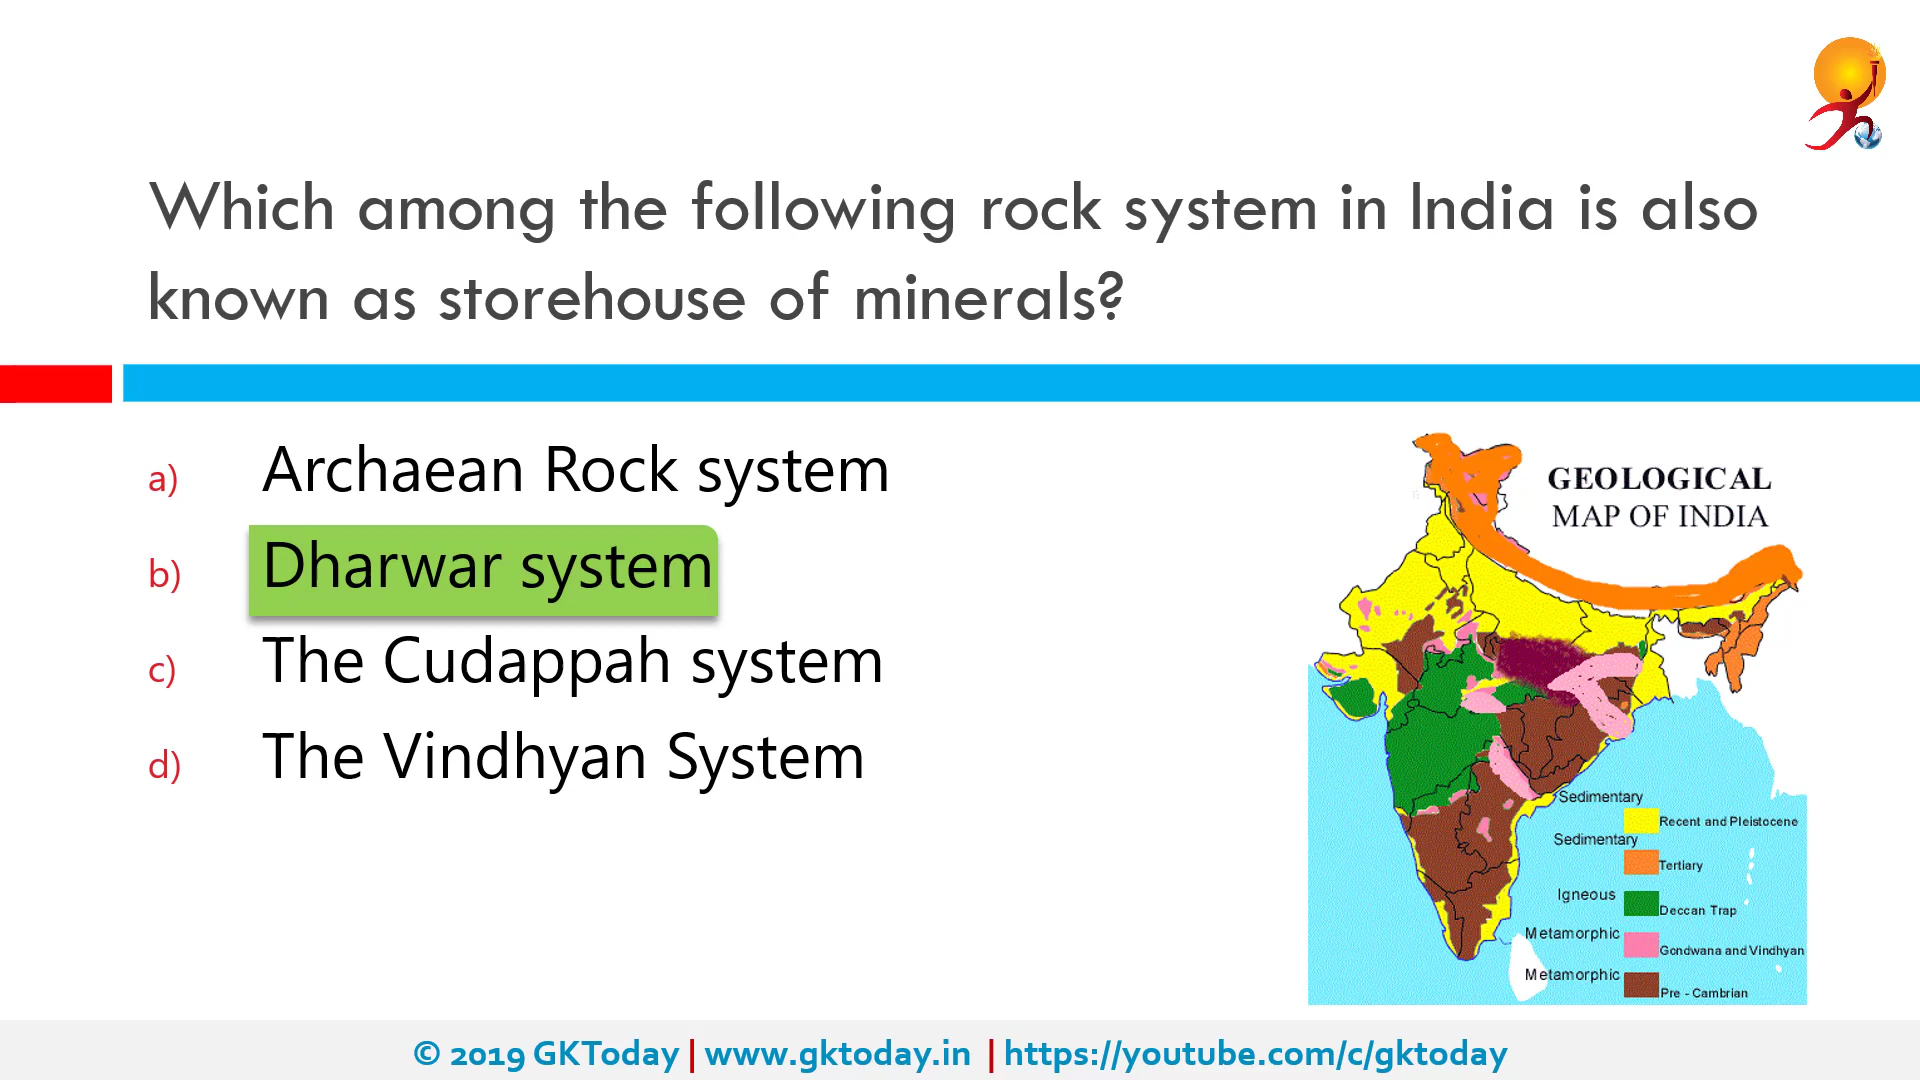 Which among the following rock system in India is also
known as storehouse of minerals?
a) Archaean Rock system
b) Dharwar system
c) The Cudappah system
d) The Vindhyan System
GEOLOGICAL
MAP OF INDIA
Sedimentary
Recent and Pleistocene
Sedimentary
Tertiary
Igneous
Deccan Trap
Metamorphic
Gondwana and Vindhyan
Metamorphic
Pre - Cambrian
© 2019 GKToday | www.gktoday.in | https://youtube.com/c/gktoday